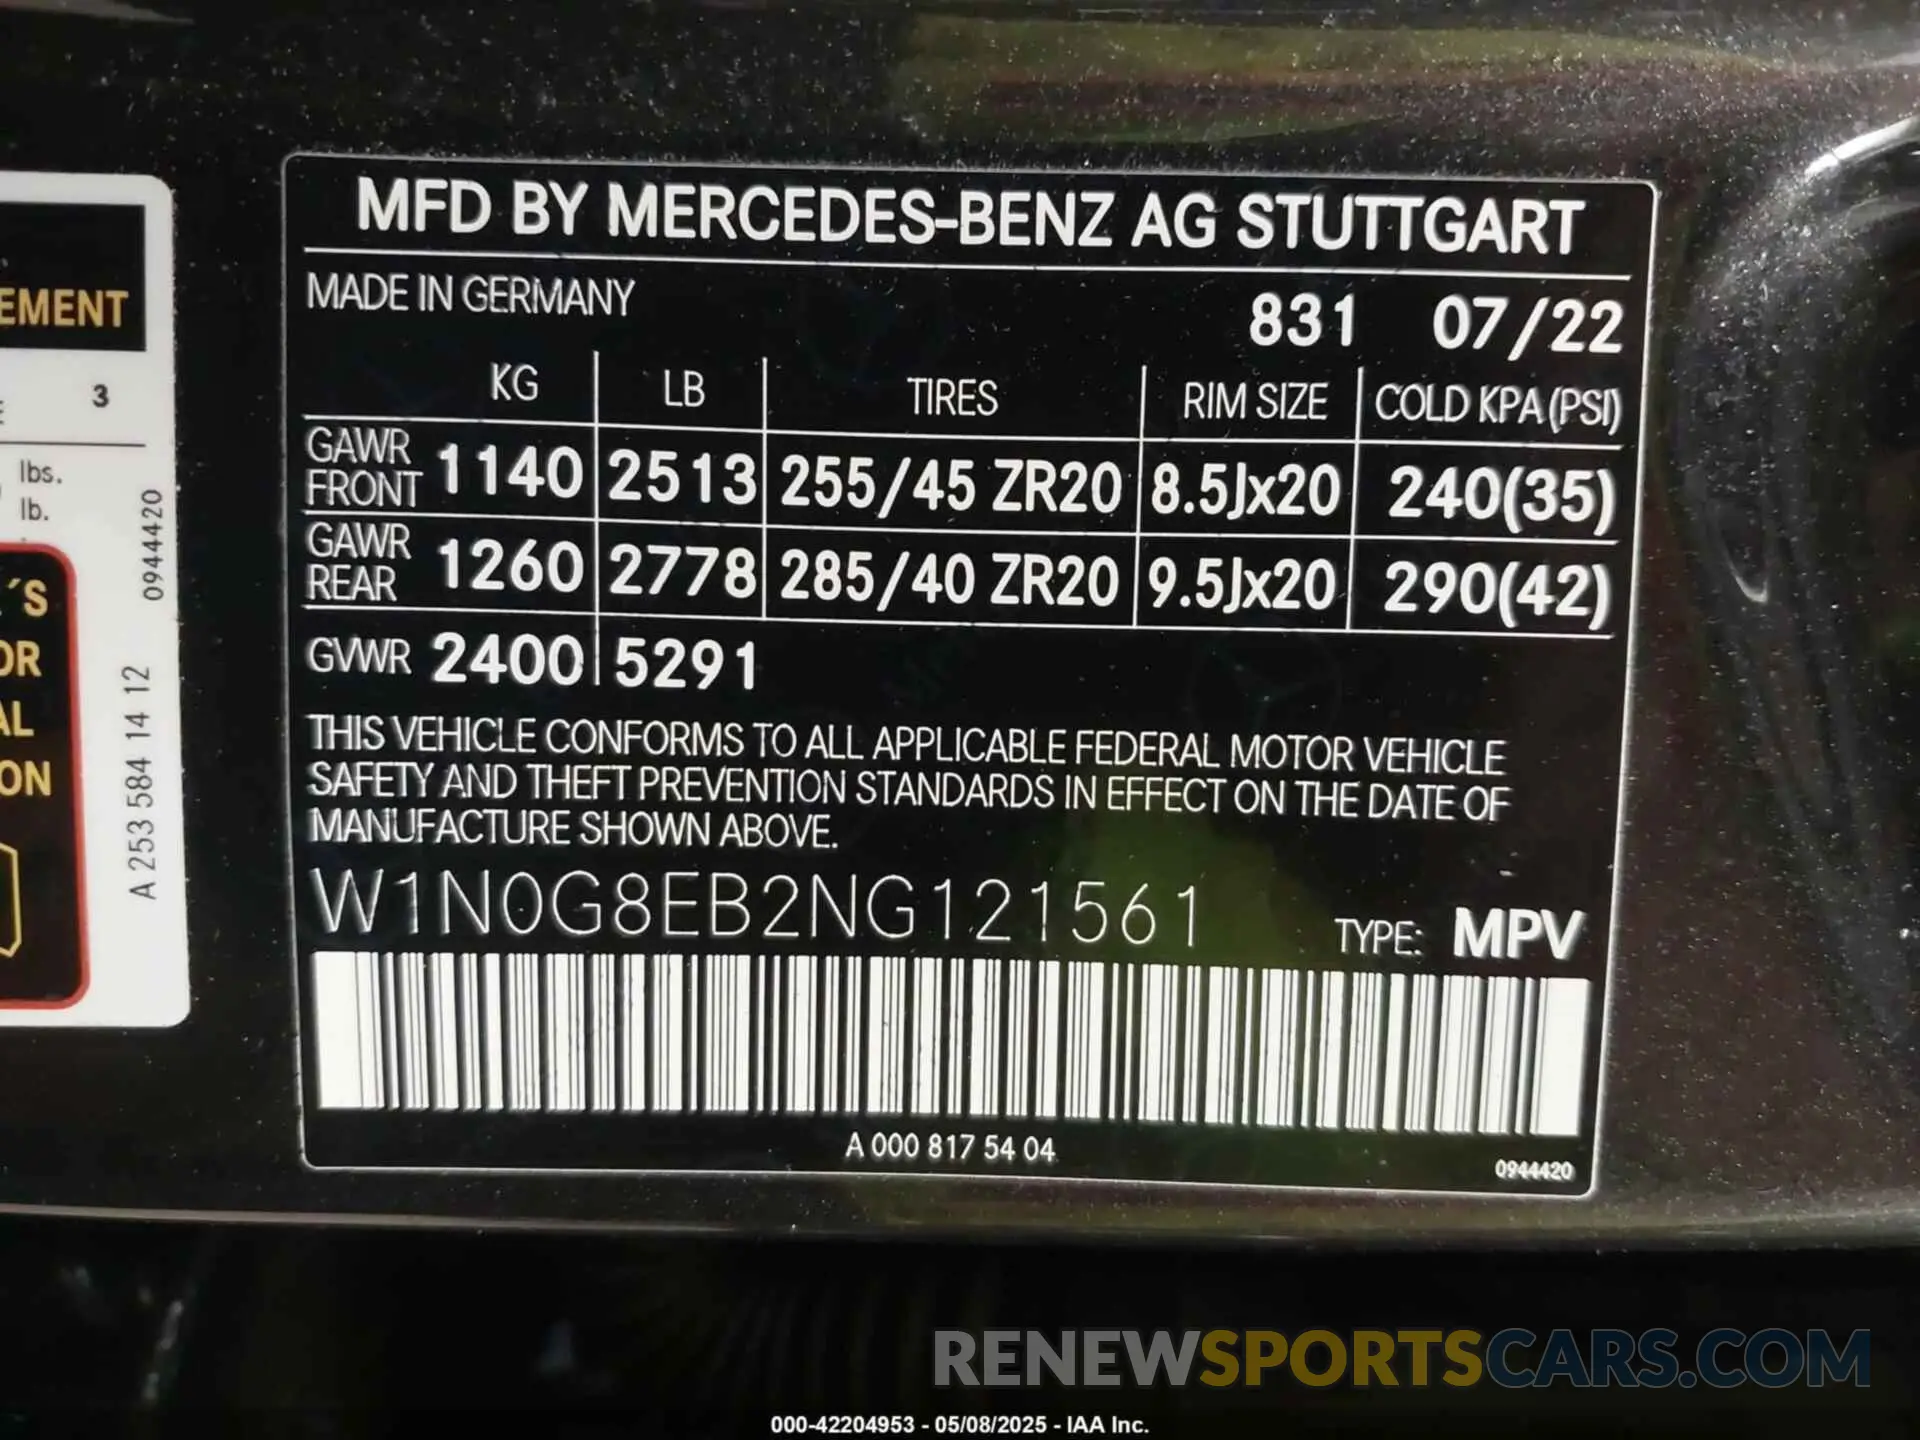 MFD BY MERCEDES-BENZ AG STUTTGART
MADE IN GERMANY
831 07/22
KG LB TIRES RIM SIZE COLD KPA (PSI)
GAWR FRONT 1140 2513 255/45 ZR20 8.5Jx20 240(35)
GAWR REAR 1260 2778 285/40 ZR20 9.5Jx20 290(42)
GVWR 2400 5291
THIS VEHICLE CONFORMS TO ALL APPLICABLE FEDERAL MOTOR VEHICLE
SAFETY AND THEFT PREVENTION STANDARDS IN EFFECT ON THE DATE OF
MANUFACTURE SHOWN ABOVE.
W1N0G8EB2NG121561 TYPE: MPV
A 000 817 54 04
0944420
EMENT
3
lbs.
lb.
´S
OR
AL
ON
A 253 584 14 12 0944420
RENEWSPORTSCARS.COM
000-42204953 - 05/08/2025 - IAA Inc.